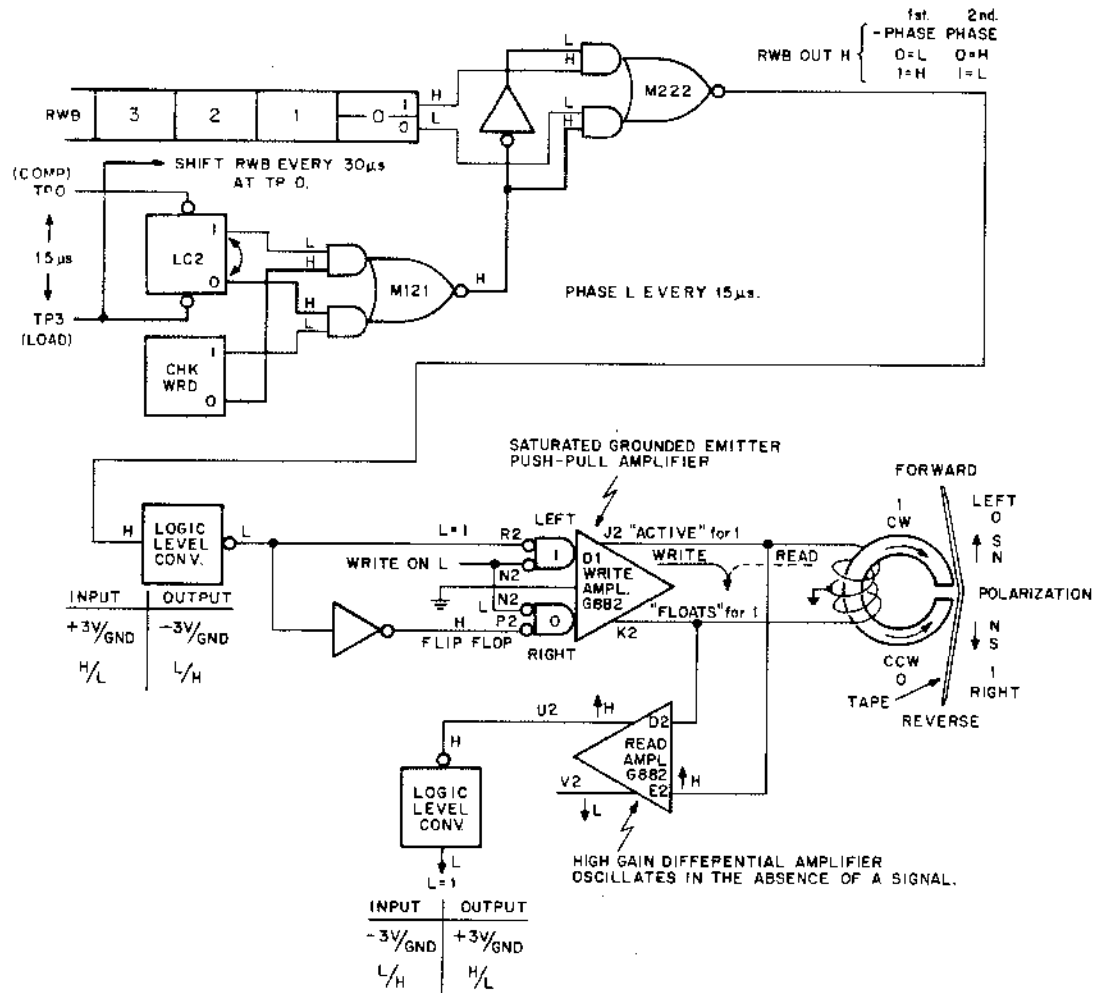 1st. 2nd.
-PHASE PHASE
RWB OUT H
0=L 0=H
1=H 1=L
L
H
M222
L
H
RWB 3 2 1 0 1 0
H
L
SHIFT RWB EVERY 30µs
AT TP 0.
(COMP)
TP0
15µs
TP3
(LOAD)
1
LC2
0
L
H
M121
H
H
L
PHASE L EVERY 15µs.
1
CHK
WRD
0
SATURATED GROUNDED EMITTER
PUSH-PULL AMPLIFIER
FORWARD
H
LOGIC
LEVEL
CONV.
L
L=1
R2
LEFT
1
WRITE ON L
N2
N2
L
P2
0
H
FLIP FLOP
RIGHT
D1
WRITE
AMPL.
G882
J2 "ACTIVE" for 1
WRITE
READ
"FLOATS" for 1
K2
1
CW
CCW
0
LEFT
0
S N
POLARIZATION
N S
1
RIGHT
TAPE
REVERSE
INPUT OUTPUT
+3V/GND -3V/GND
H/L L/H
U2
H
D2
READ
AMPL
G882
E2
H
V2
L
H
LOGIC
LEVEL
CONV.
L
L=1
HIGH GAIN DIFFERENTIAL AMPLIFIER
OSCILLATES IN THE ABSENCE OF A SIGNAL.
INPUT OUTPUT
-3V/GND +3V/GND
L/H H/L